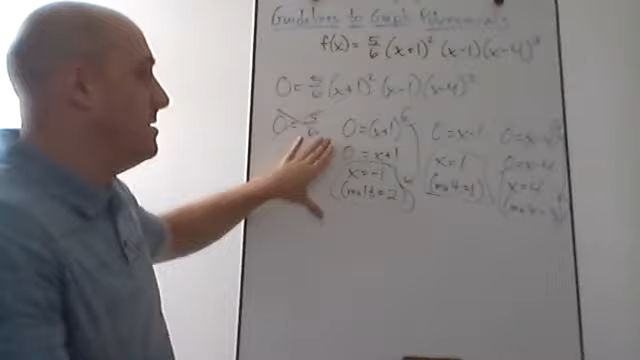 Guidelines to Graph Polynomials
f(x) = 5/6 (x+1)² (x-1)(x-4)³
0 = 5/6 (x+1)² (x-1)(x-4)³
0 = 5/6 0 = (x+1)² 0 = x-1 0 = (x-4)³
0 = x+1 0 = x-4
x = -1 x = 1 x = 4
(mult = 2) (mult = 1) (mult = 3)